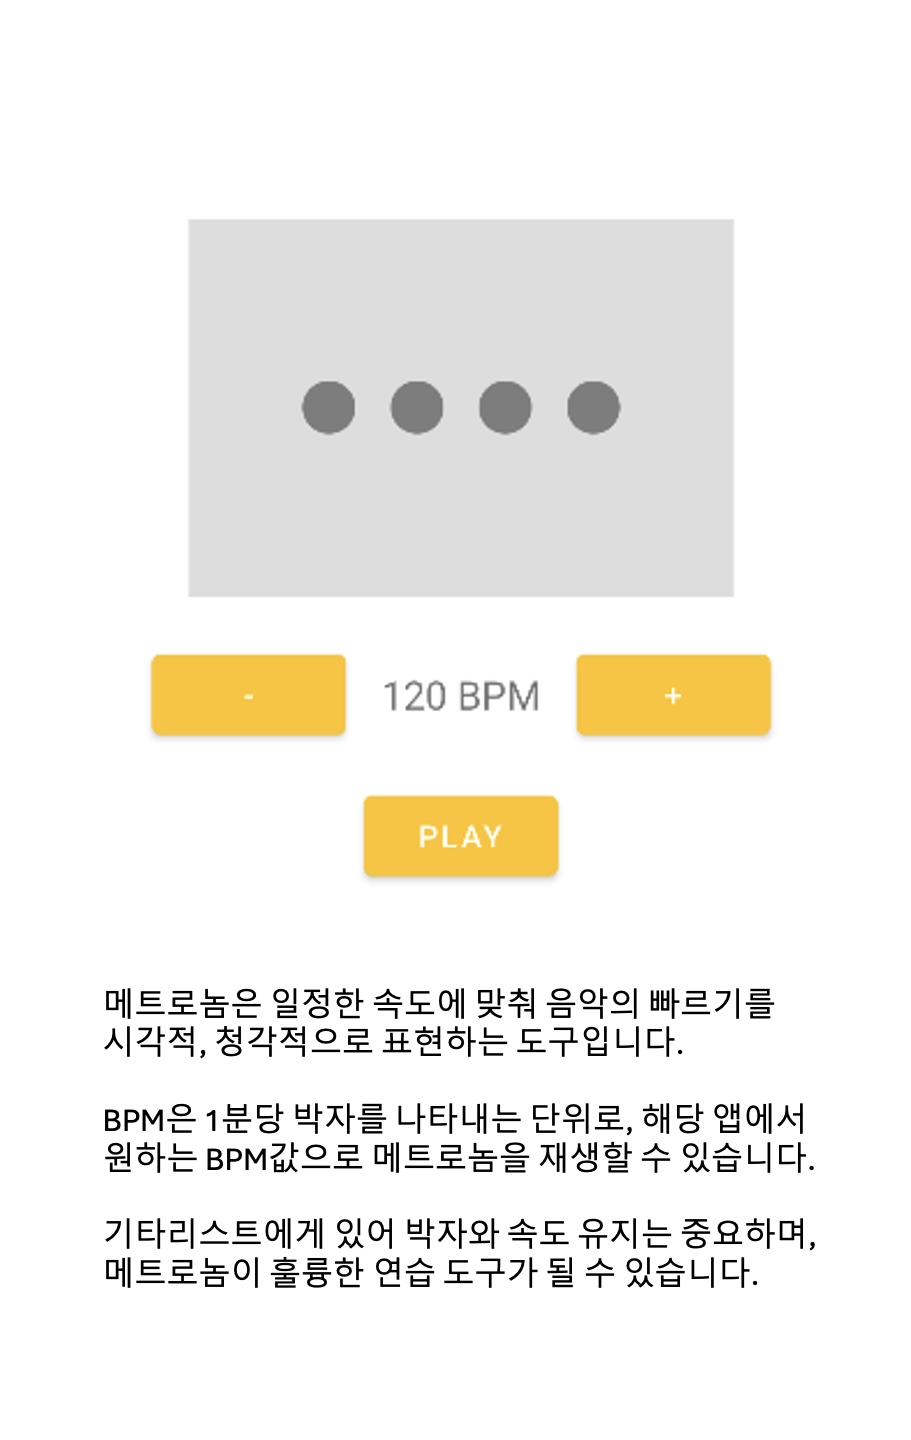 - 120 BPM +
PLAY
메트로놈은 일정한 속도에 맞춰 음악의 빠르기를
시각적, 청각적으로 표현하는 도구입니다.
BPM은 1분당 박자를 나타내는 단위로, 해당 앱에서
원하는 BPM값으로 메트로놈을 재생할 수 있습니다.
기타리스트에게 있어 박자와 속도 유지는 중요하며,
메트로놈이 훌륭한 연습 도구가 될 수 있습니다.